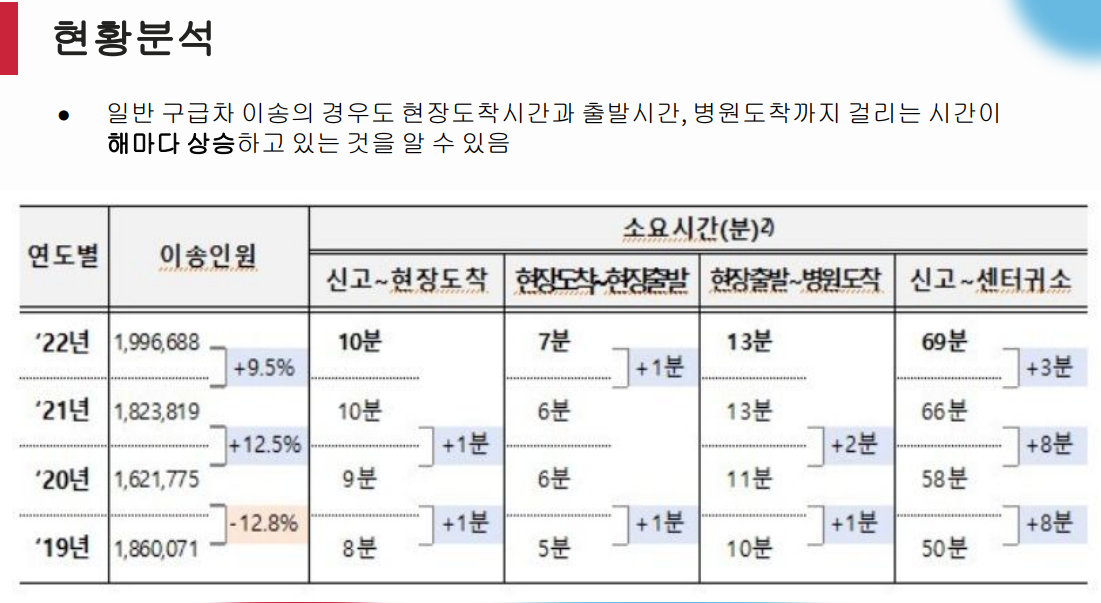 현황분석
● 일반 구급차 이송의 경우도 현장도착시간과 출발시간, 병원도착까지 걸리는 시간이
해마다 상승하고 있는 것을 알 수 있음
연도별 이송인원 소요시간(분)2)
신고~현장도착 현장도착~현장출발 현장출발~병원도착 신고~센터귀소
‘22년 1,996,688 10분 7분 13분 69분
+9.5% +1분 +3분
‘21년 1,823,819 10분 6분 13분 66분
+12.5% +1분 +2분 +8분
‘20년 1,621,775 9분 6분 11분 58분
-12.8% +1분 +1분 +1분 +8분
‘19년 1,860,071 8분 5분 10분 50분